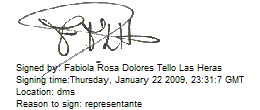 Signed by: Fabiola Rosa Dolores Tello Las Heras
Signing time:Thursday, January 22 2009, 23:31:7 GMT
Location: dms
Reason to sign: representante